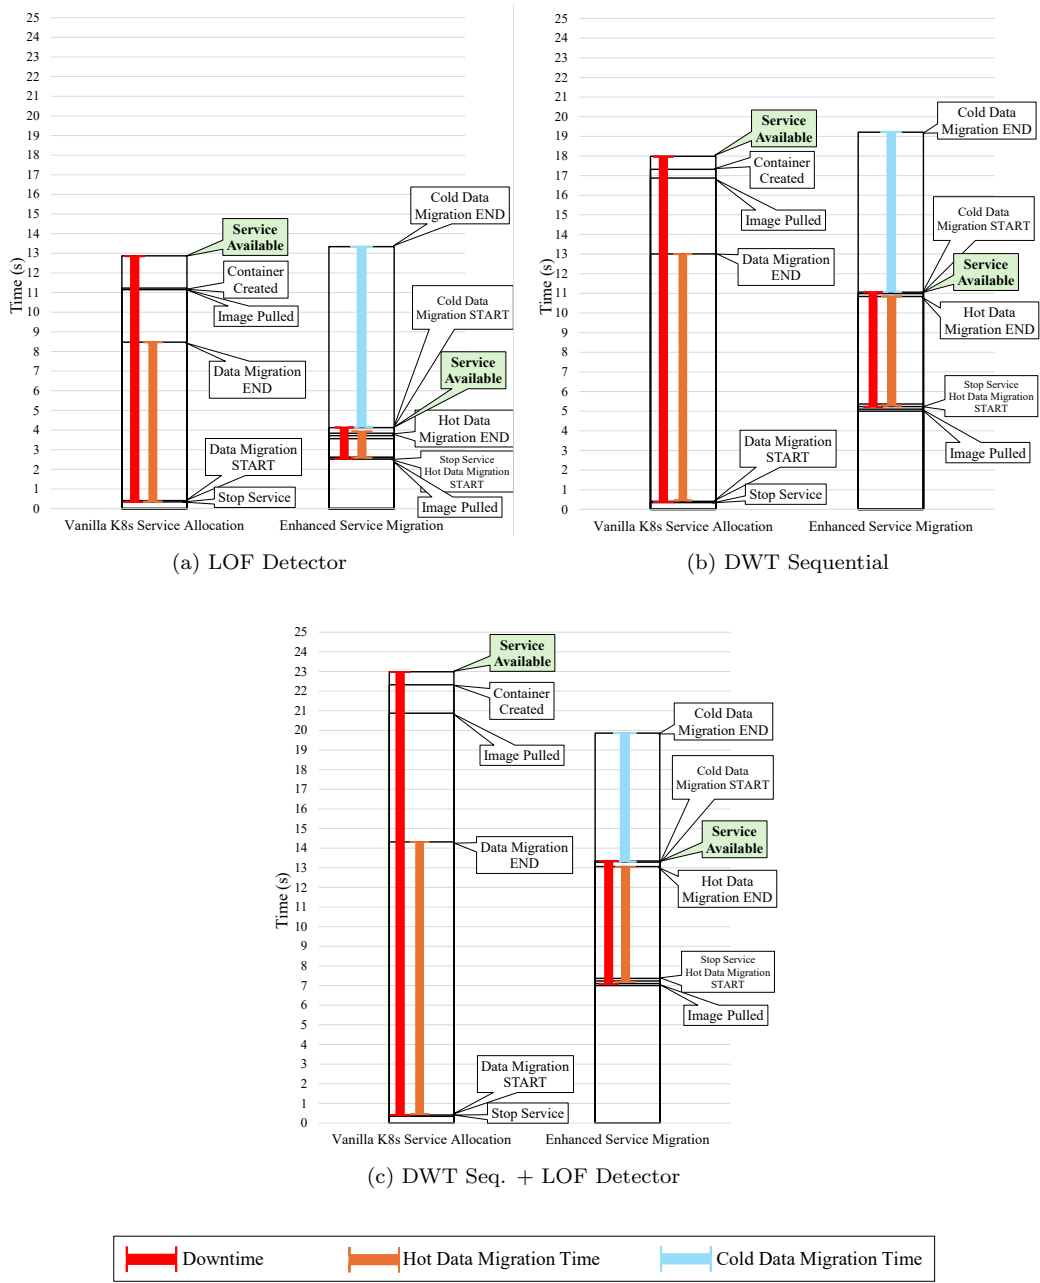 25
24
23
22
21
20
19
18
17
16
15
14
13
12
11
10
9
8
7
6
5
4
3
2
1
0
Time (s)
Service
Available
Container
Created
Image Pulled
Data Migration
END
Data Migration
START
Stop Service
Cold Data
Migration END
Cold Data
Migration START
Service
Available
Hot Data
Migration END
Stop Service
Hot Data Migration
START
Image Pulled
Vanilla K8s Service Allocation
Enhanced Service Migration
(a) LOF Detector
25
24
23
22
21
20
19
18
17
16
15
14
13
12
11
10
9
8
7
6
5
4
3
2
1
0
Time (s)
Service
Available
Container
Created
Image Pulled
Data Migration
END
Data Migration
START
Stop Service
Cold Data
Migration END
Cold Data
Migration START
Service
Available
Hot Data
Migration END
Stop Service
Hot Data Migration
START
Image Pulled
Vanilla K8s Service Allocation
Enhanced Service Migration
(b) DWT Sequential
25
24
23
22
21
20
19
18
17
16
15
14
13
12
11
10
9
8
7
6
5
4
3
2
1
0
Time (s)
Service
Available
Container
Created
Image Pulled
Data Migration
END
Data Migration
START
Stop Service
Cold Data
Migration END
Cold Data
Migration START
Service
Available
Hot Data
Migration END
Stop Service
Hot Data Migration
START
Image Pulled
Vanilla K8s Service Allocation
Enhanced Service Migration
(c) DWT Seq. + LOF Detector
Downtime
Hot Data Migration Time
Cold Data Migration Time